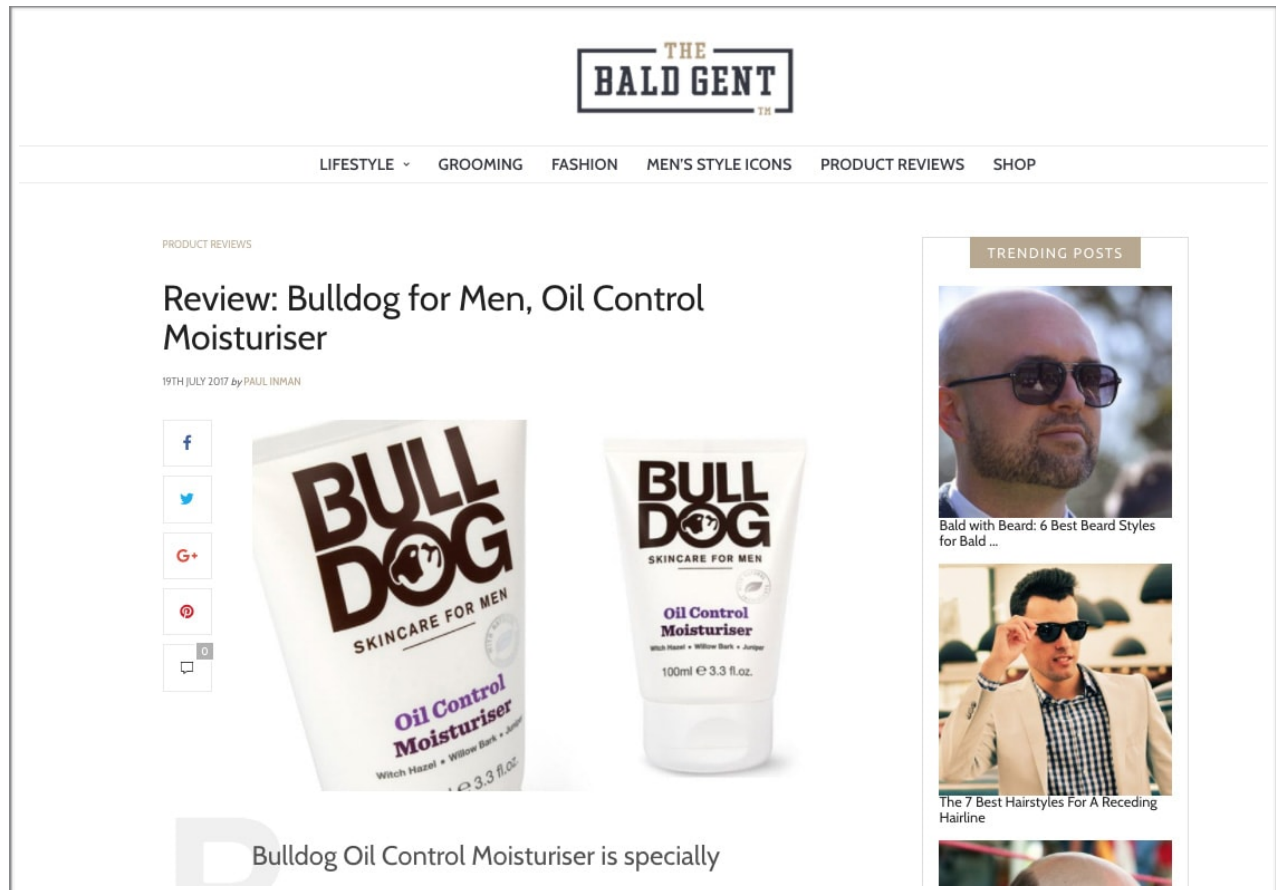 THE
BALD GENT
TM
LIFESTYLE GROOMING FASHION MEN'S STYLE ICONS PRODUCT REVIEWS SHOP
PRODUCT REVIEWS
Review: Bulldog for Men, Oil Control
Moisturiser
19TH JULY 2017 by PAUL INMAN
f
G+
0
BULL
DOG
SKINCARE FOR MEN
Oil Control
Moisturiser
Witch Hazel • Willow Bark • Juniper
℮ 3.3 fl.oz.
BULL
DOG
SKINCARE FOR MEN
Oil Control
Moisturiser
Witch Hazel • Willow Bark • Juniper
100ml ℮ 3.3 fl.oz.
B
Bulldog Oil Control Moisturiser is specially
TRENDING POSTS
Bald with Beard: 6 Best Beard Styles
for Bald ...
The 7 Best Hairstyles For A Receding
Hairline